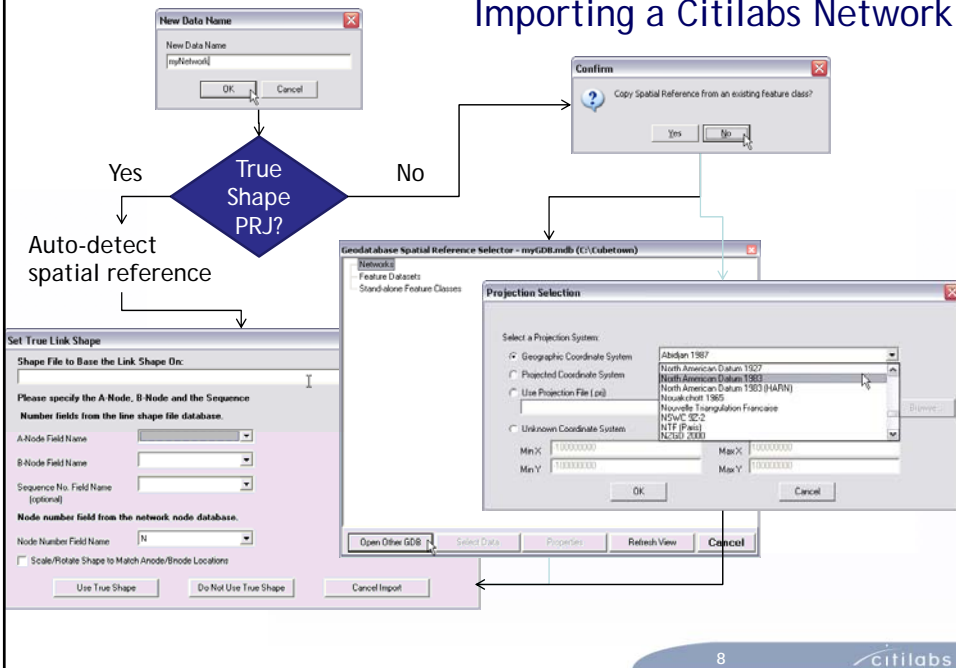 Importing a Citilabs Network
New Data Name
New Data Name
myNetwork
OK
Cancel
Confirm
Copy Spatial Reference from an existing feature class?
Yes
No
Yes
True
Shape
PRJ?
No
Auto-detect
spatial reference
Geodatabase Spatial Reference Selector - myGDB.mdb (C:\Cubetown)
Networks
Feature Datasets
Stand-alone Feature Classes
Open Other GDB
Select Data
Properties
Refresh View
Cancel
Projection Selection
Select a Projection System:
Geographic Coordinate System
Projected Coordinate System
Use Projection File (.prj)
Unknown Coordinate System
Abidjan 1987
North American Datum 1927
North American Datum 1983
North American Datum 1983 (HARN)
Nouakchott 1965
Nouvelle Triangulation Francaise
NSWC 9Z-2
NTF (Paris)
NZGD 2000
Browse...
Min X
-10000000
Max X
10000000
Min Y
-10000000
Max Y
10000000
OK
Cancel
Set True Link Shape
Shape File to Base the Link Shape On:
Please specify the A-Node, B-Node and the Sequence
Number fields from the line shape file database.
A-Node Field Name
B-Node Field Name
Sequence No. Field Name
(optional)
Node number field from the network node database.
Node Number Field Name
N
Scale/Rotate Shape to Match Anode/Bnode Locations
Use True Shape
Do Not Use True Shape
Cancel Import
8
citilabs